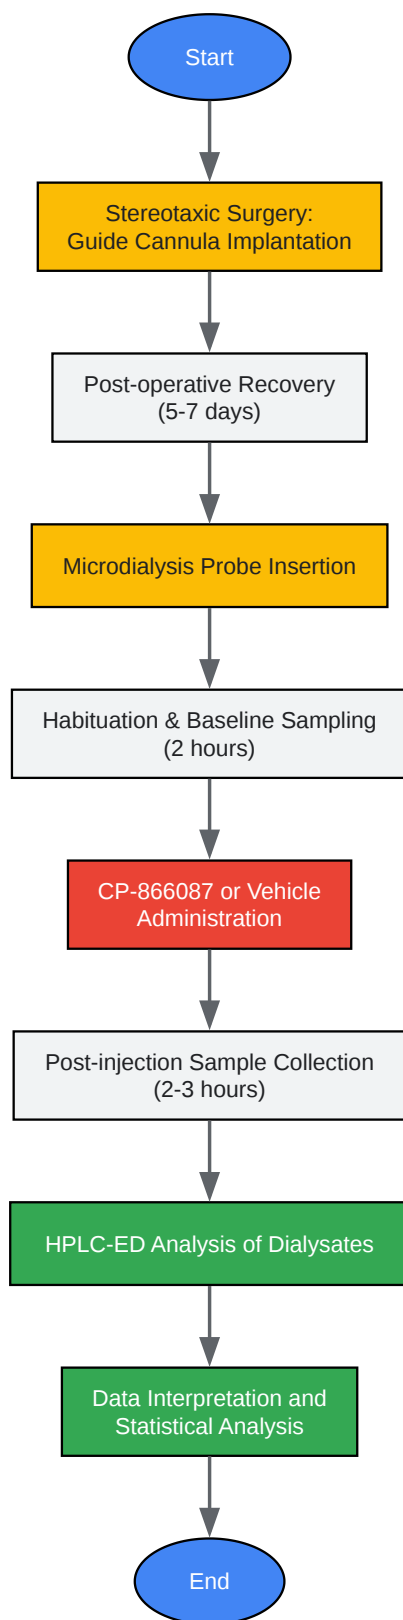 Start
Stereotaxic Surgery:
Guide Cannula Implantation
Post-operative Recovery
(5-7 days)
Microdialysis Probe Insertion
Habituation & Baseline Sampling
(2 hours)
CP-866087 or Vehicle
Administration
Post-injection Sample Collection
(2-3 hours)
HPLC-ED Analysis of Dialysates
Data Interpretation and
Statistical Analysis
End